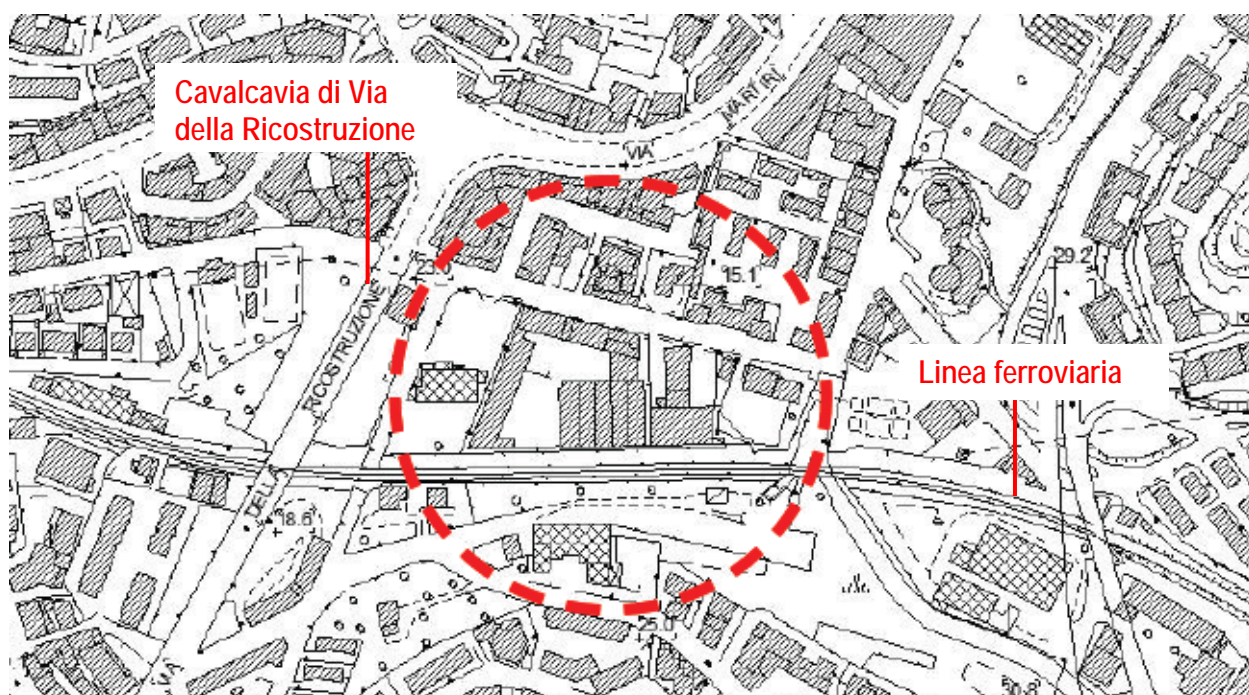 Cavalcavia di Via
della Ricostruzione
VIA
MARTIRI
29.2
23.0
15.1
RICOSTRUZIONE
Linea ferroviaria
DELLA
18.6
25.0
VIA